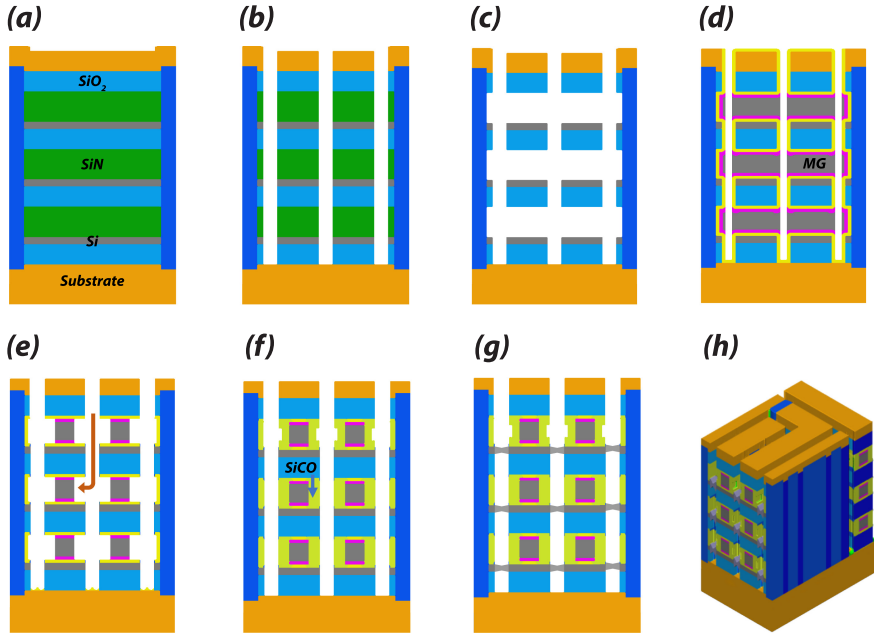 (a)
(b)
(c)
(d)
SiO2
SiN
Si
Substrate
MG
(e)
(f)
(g)
(h)
SiCO